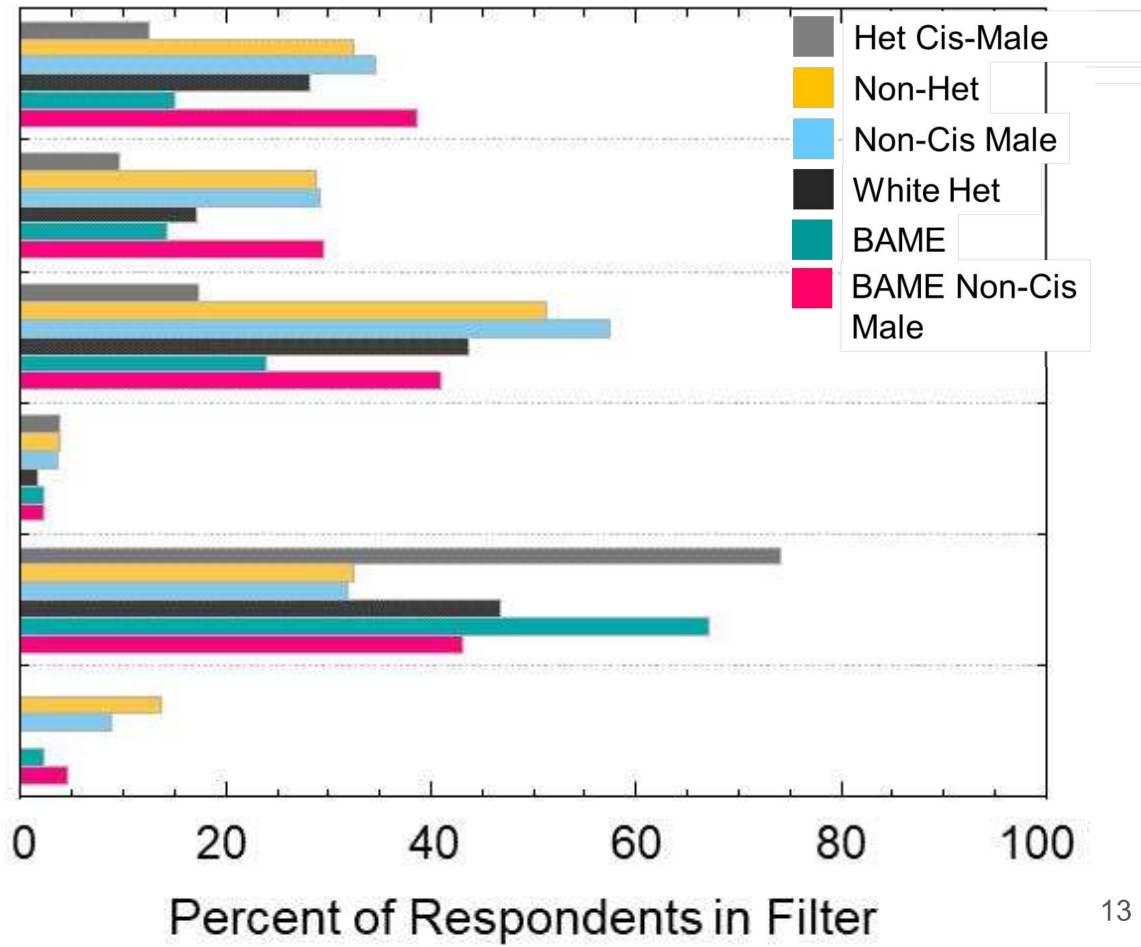 Het Cis-Male
Non-Het
Non-Cis Male
White Het
BAME
BAME Non-Cis
Male
0 20 40 60 80 100
Percent of Respondents in Filter
13